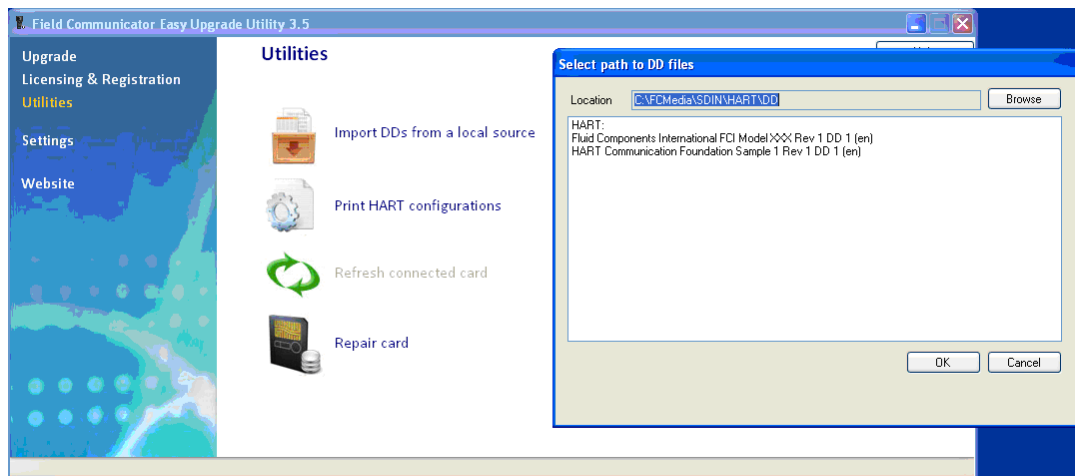 Field Communicator Easy Upgrade Utility 3.5
Upgrade
Licensing & Registration
Utilities
Settings
Website
Utilities
Import DDs from a local source
Print HART configurations
Refresh connected card
Repair card
Select path to DD files
Location C:\FCMedia\SDIN\HART\DD Browse
HART:
Fluid Components International FCI Model XXX Rev 1 DD 1 (en)
HART Communication Foundation Sample 1 Rev 1 DD 1 (en)
OK Cancel